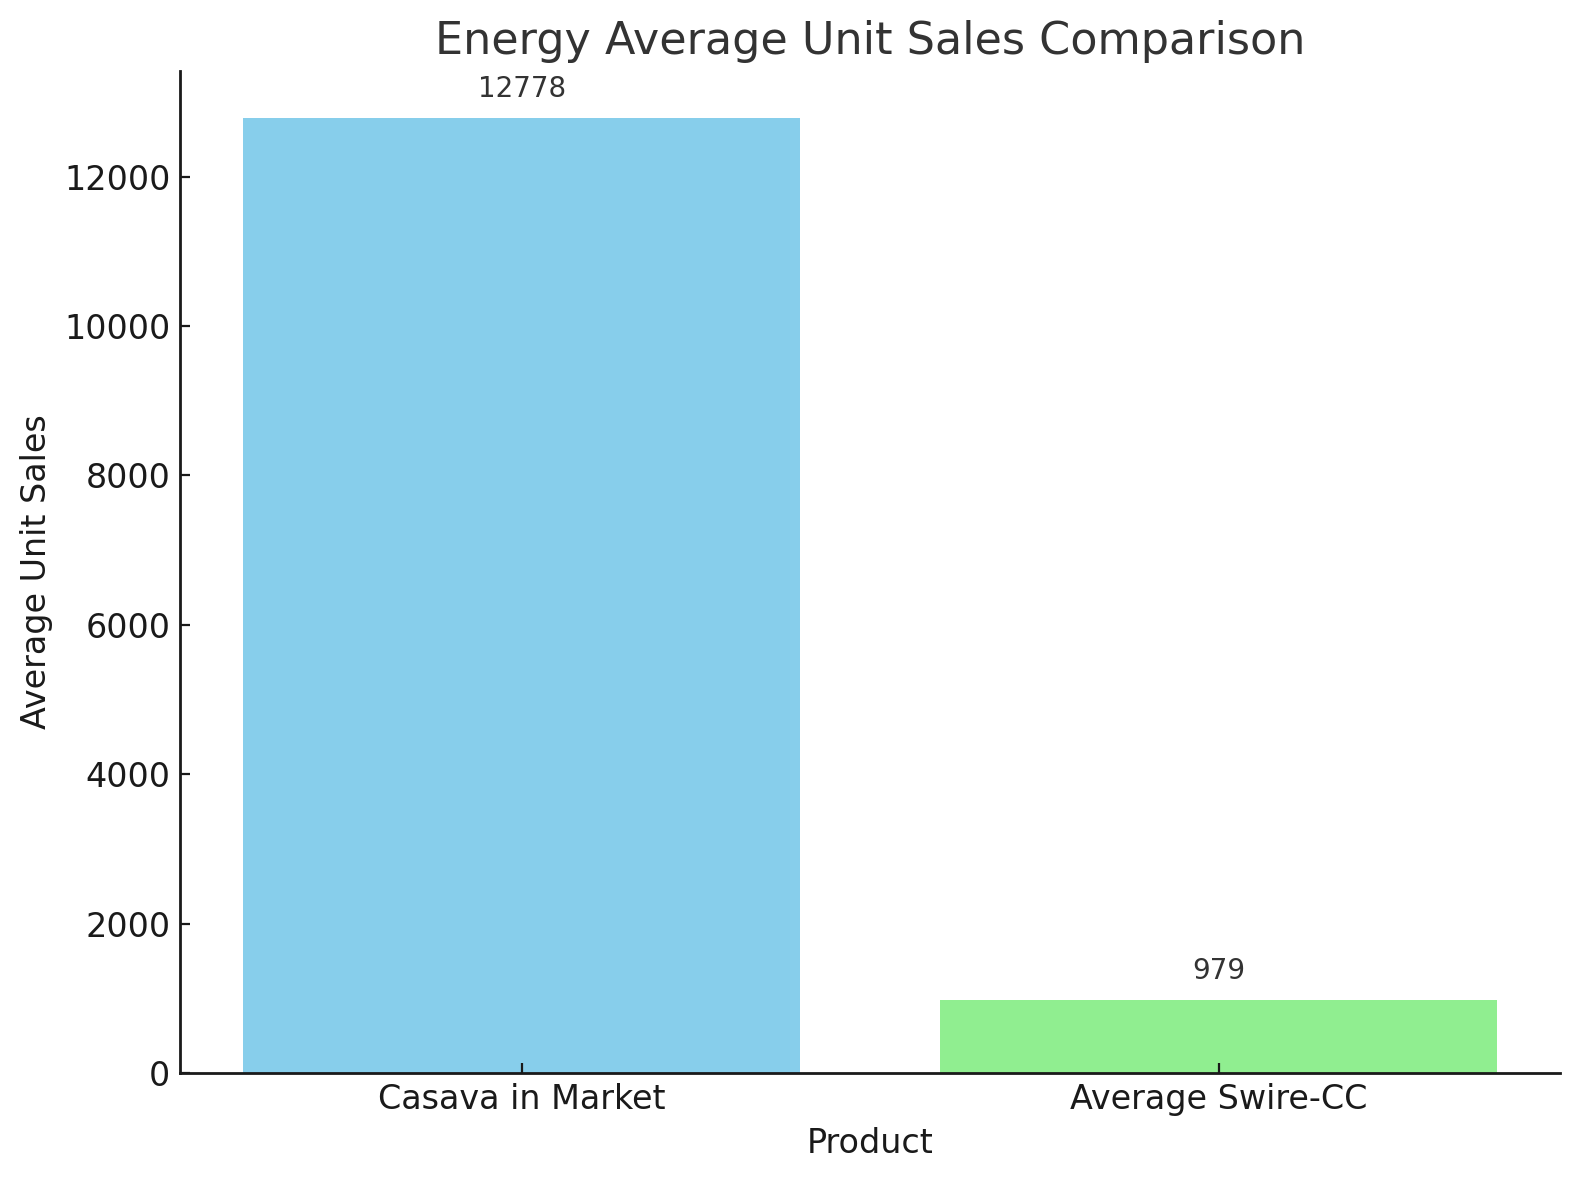 Energy Average Unit Sales Comparison
12778
12000
10000
8000
6000
4000
2000
0
Average Unit Sales
979
Casava in Market
Average Swire-CC
Product